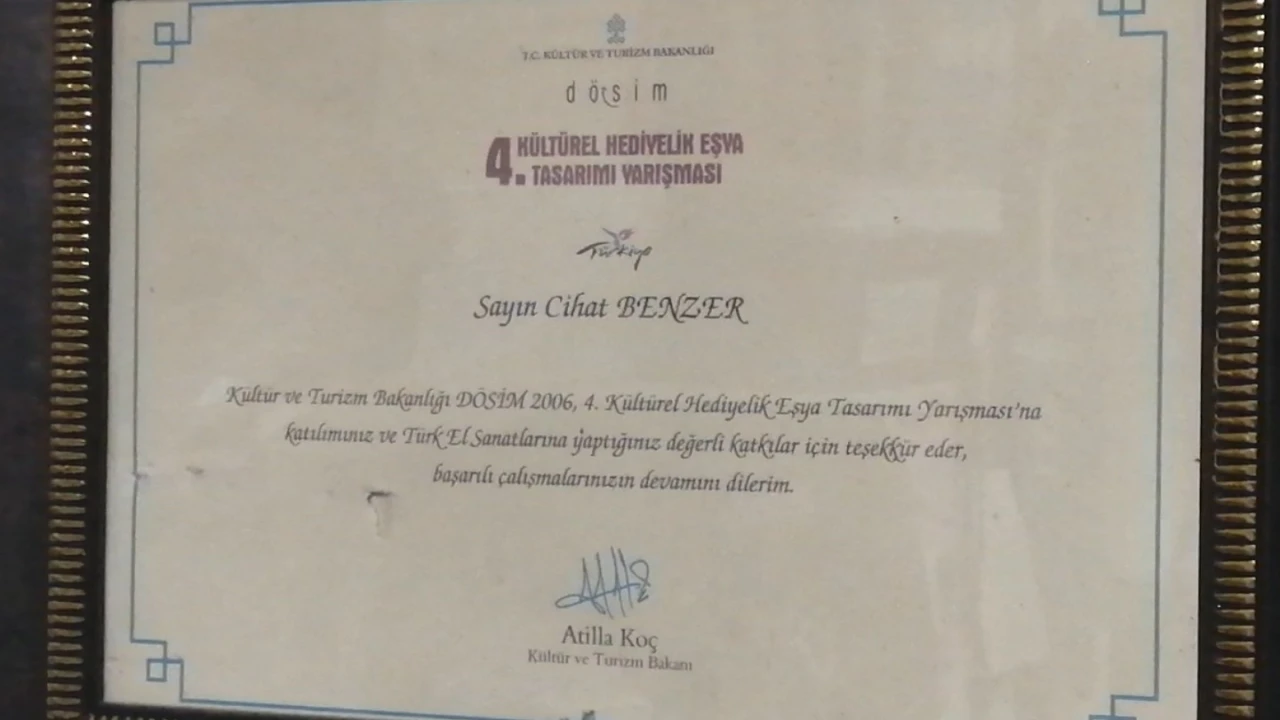 T.C. KÜLTÜR VE TURİZM BAKANLIĞI
dösim
4. KÜLTÜREL HEDİYELİK EŞYA
TASARIMI YARIŞMASI
Türkiye
Sayın Cihat BENZER
Kültür ve Turizm Bakanlığı DÖSİM 2006, 4. Kültürel Hediyelik Eşya Tasarımı Yarışması'na
katılımınız ve Türk El Sanatlarına yaptığınız değerli katkılar için teşekkür eder,
başarılı çalışmalarınızın devamını dilerim.
Atilla Koç
Kültür ve Turizm Bakanı